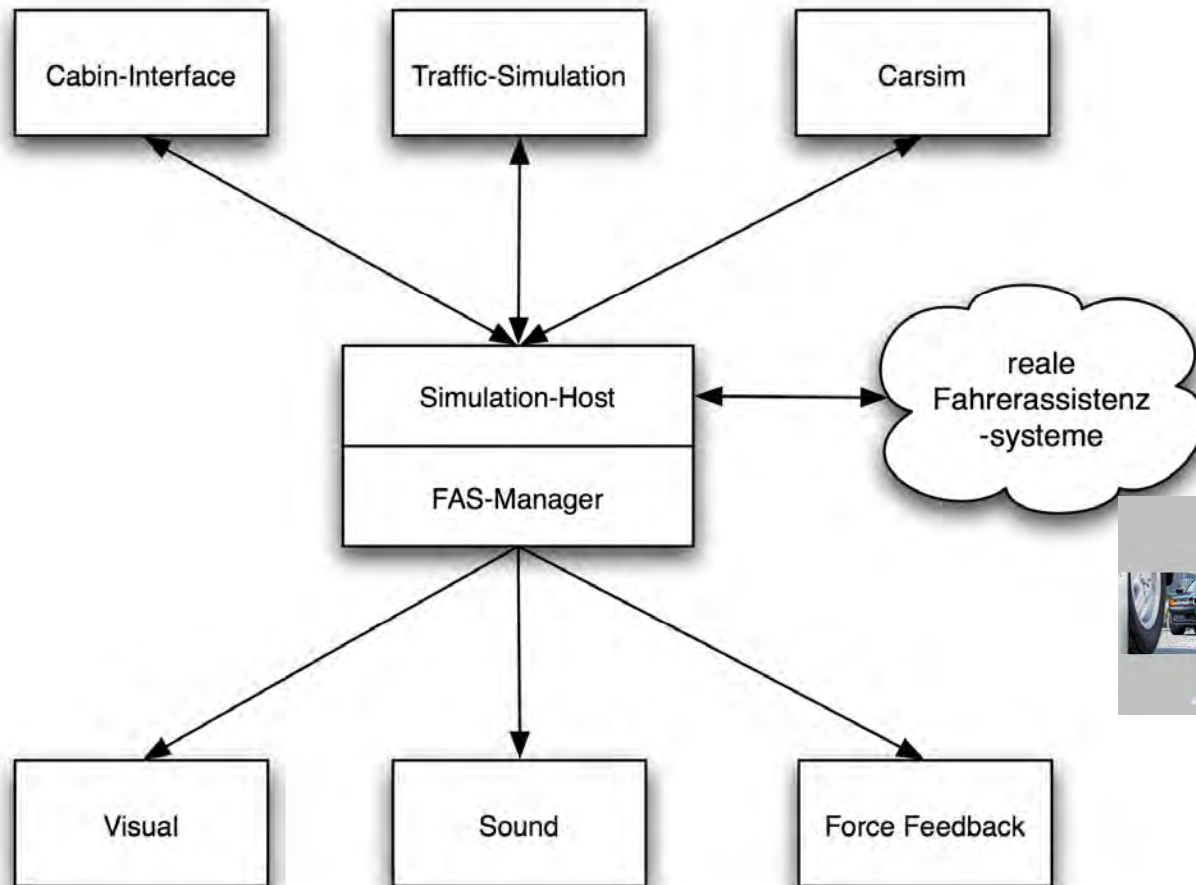 Cabin-Interface
Traffic-Simulation
Carsim
Simulation-Host
reale
Fahrerassistenz
-systeme
FAS-Manager
Visual
Sound
Force Feedback